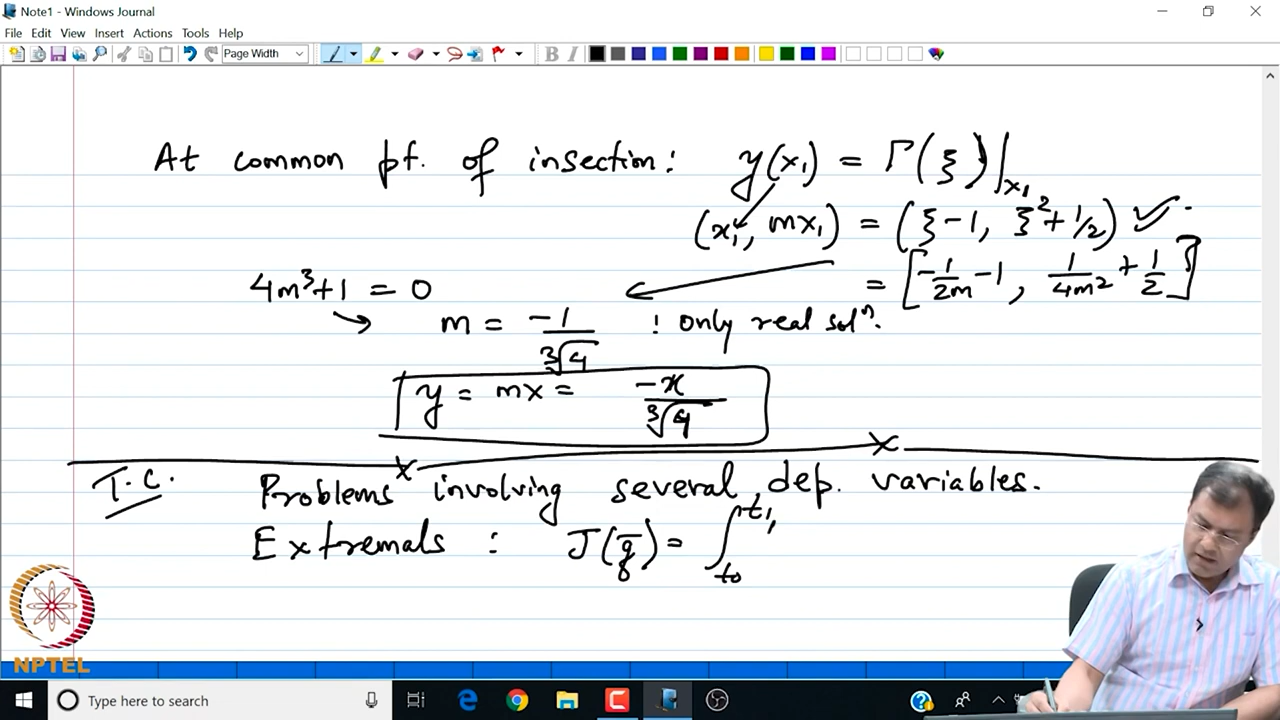 Note1 - Windows Journal
File Edit View Insert Actions Tools Help
Page Width
At common pt. of insection: y(x₁) = Γ(ξ)|ₓ₁
(x₁, mx₁) = (ξ-1, ξ²+1/2)
4m³+1 = 0
= [-1/2m -1, 1/4m² + 1/2]
m = -1/∛4 ! only real solⁿ.
y = mx = -x/∛4
T.C. Problems involving several dep. variables.
Extremals : J(q̄) = ∫ₜ₀^t₁
NPTEL
Type here to search